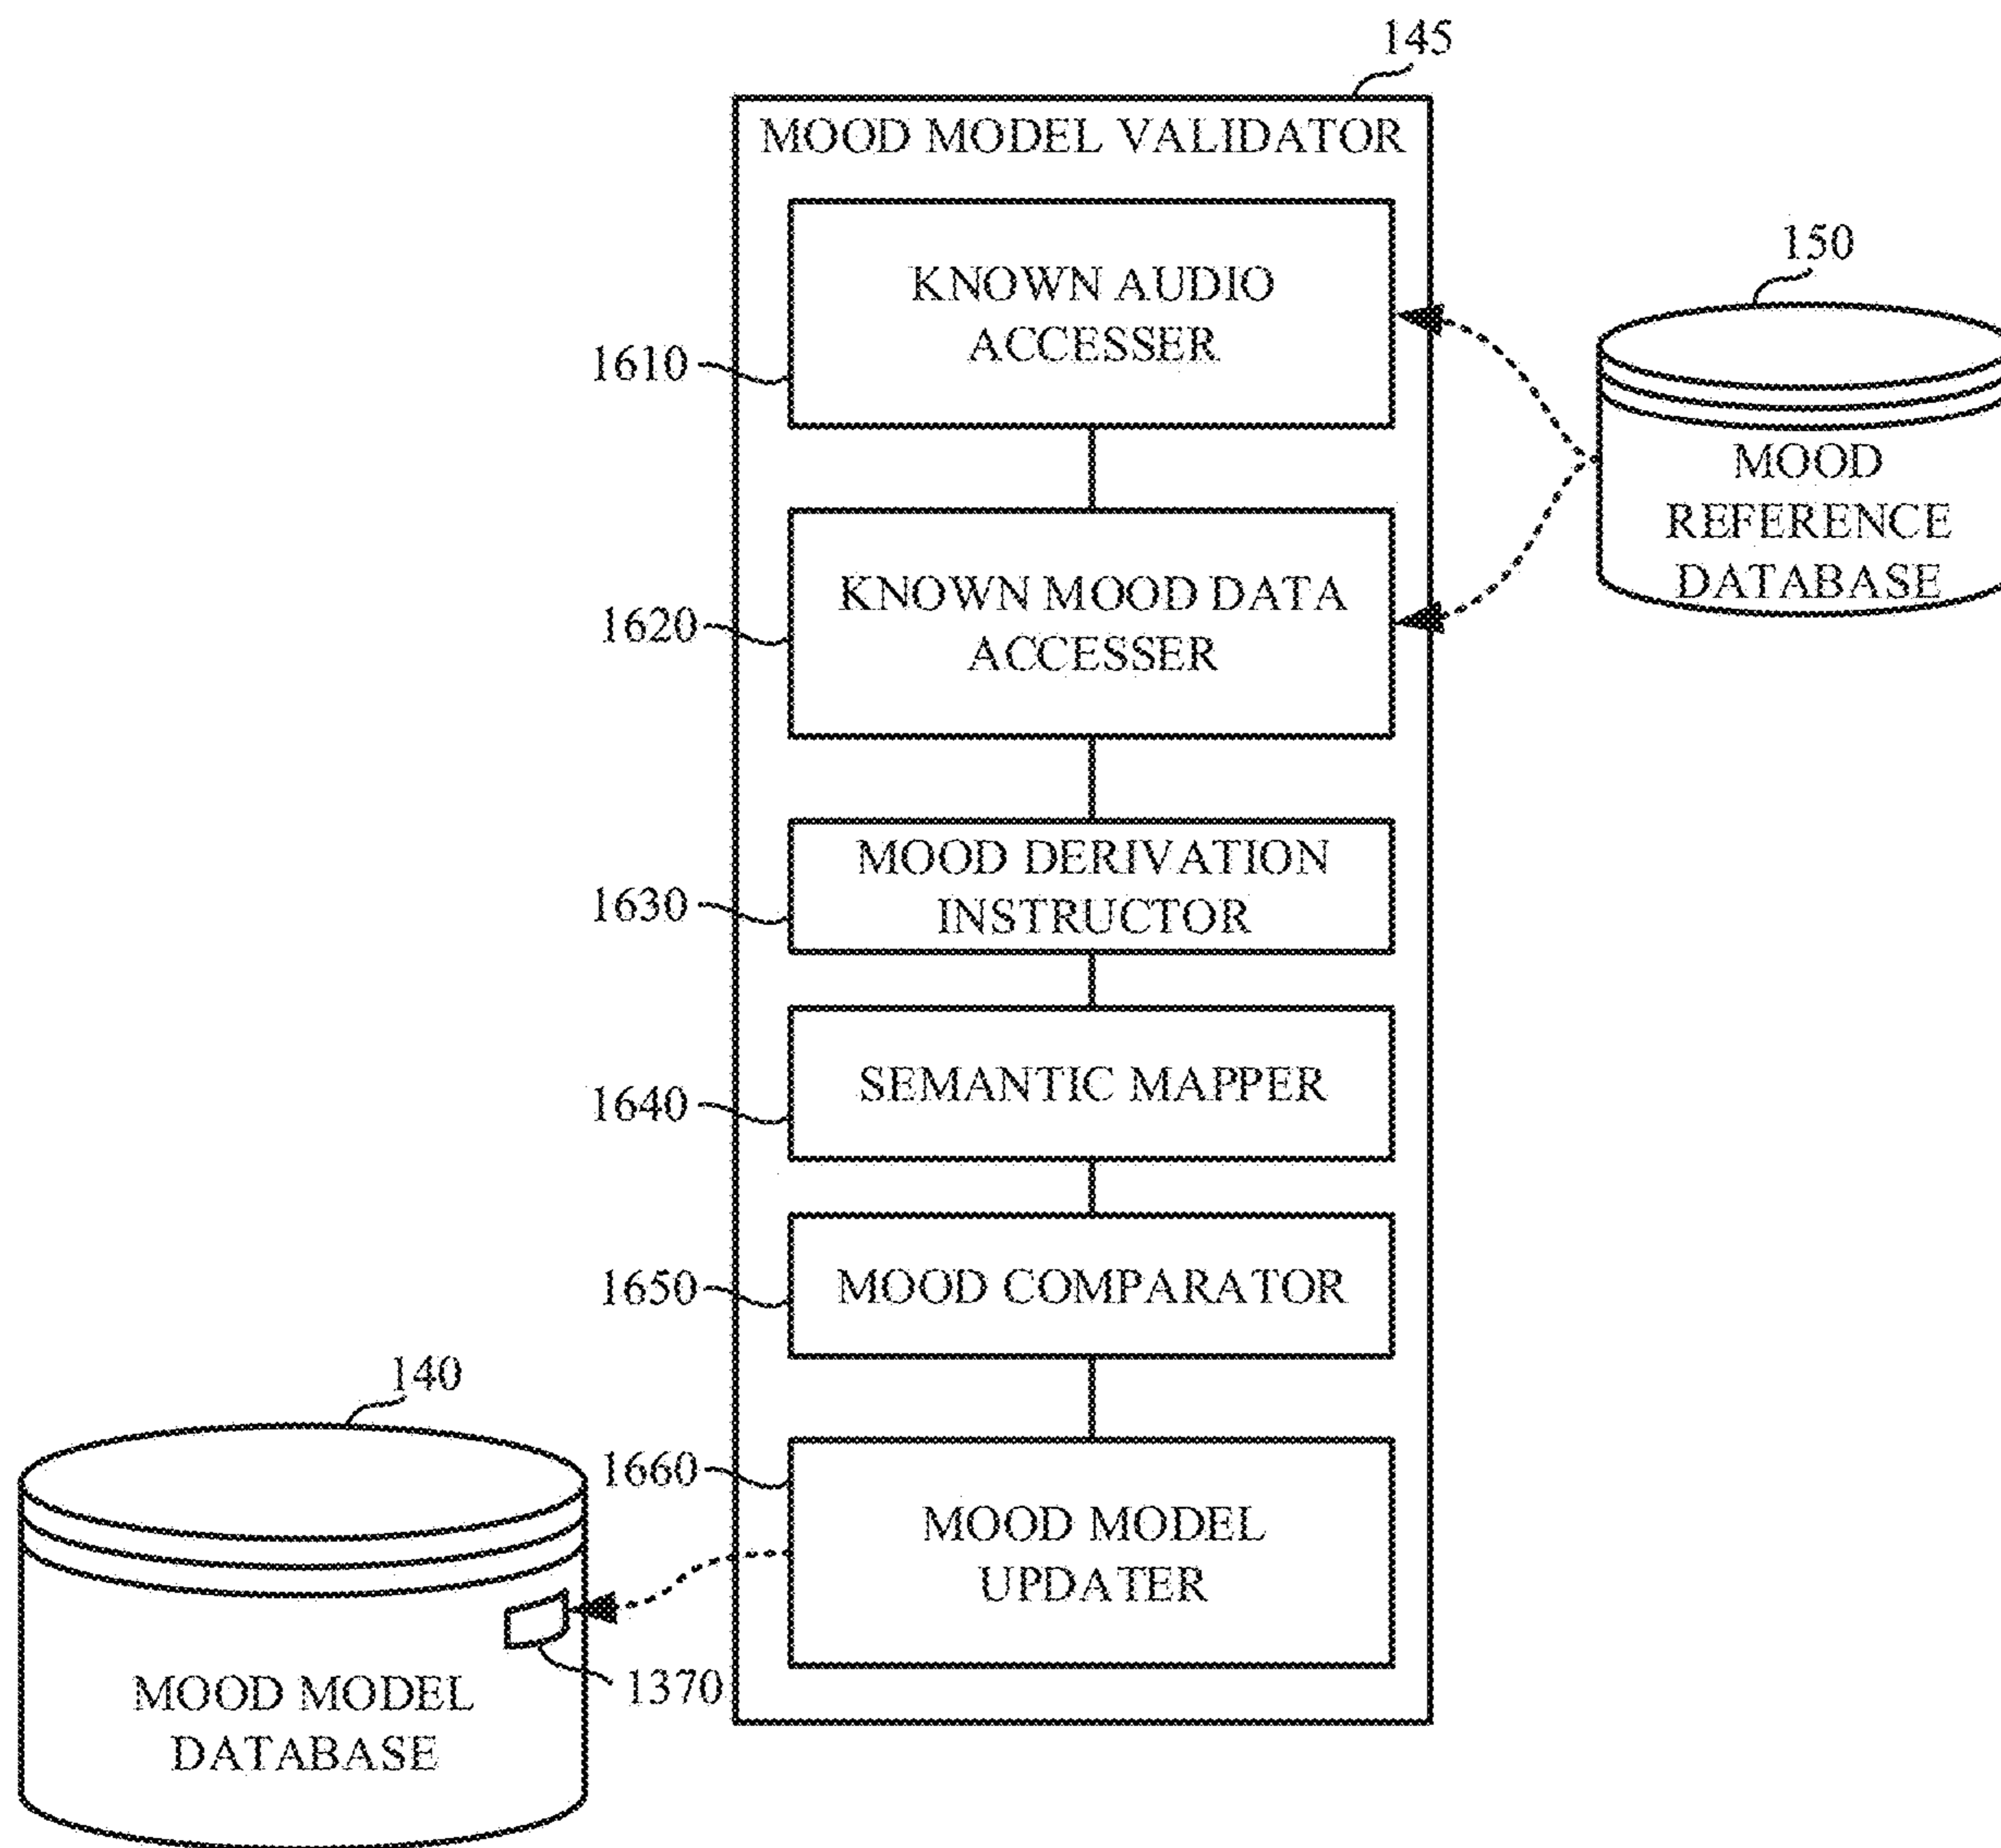 145
MOOD MODEL VALIDATOR
KNOWN AUDIO
ACCESSER
1610
150
MOOD
REFERENCE
DATABASE
KNOWN MOOD DATA
ACCESSER
1620
MOOD DERIVATION
INSTRUCTOR
1630
SEMANTIC MAPPER
1640
MOOD COMPARATOR
1650
140
1660
MOOD MODEL
UPDATER
1370
MOOD MODEL
DATABASE